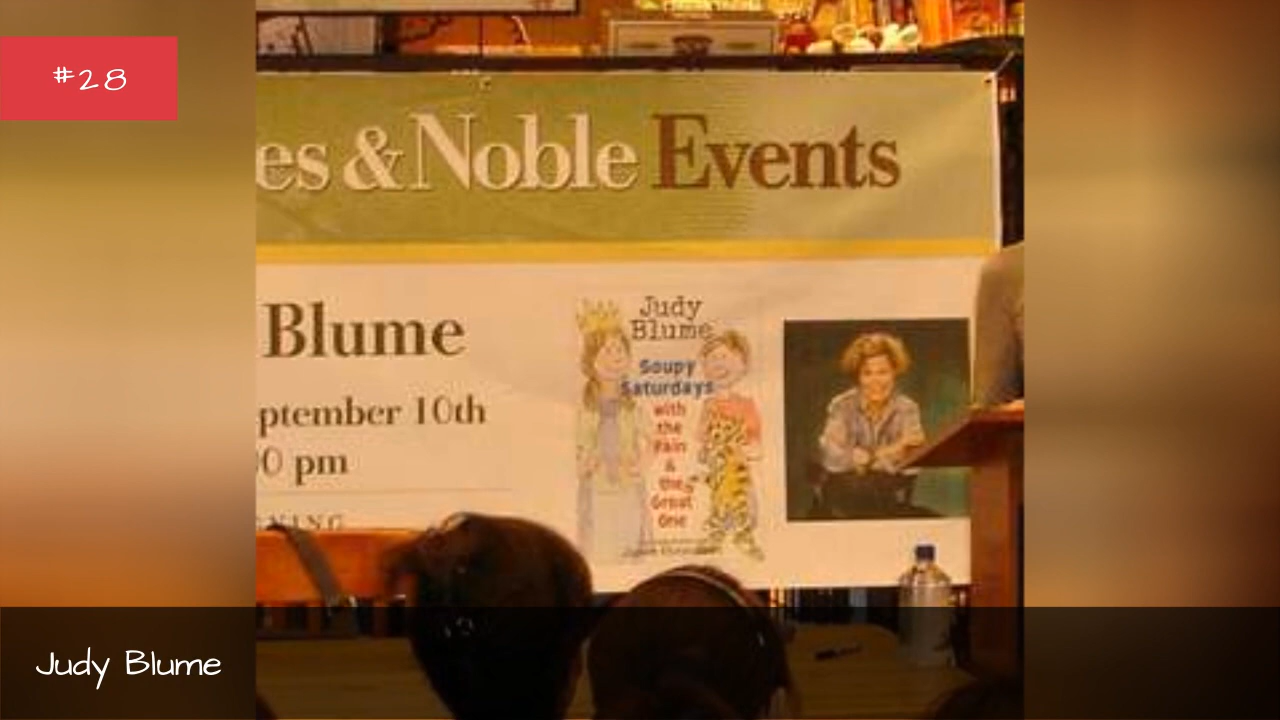 #28
es & Noble Events
Blume
ptember 10th
0 pm
NING
Judy
Blume
Soupy
Saturdays
with
the
Pain
&
the
Great
One
Judy Blume